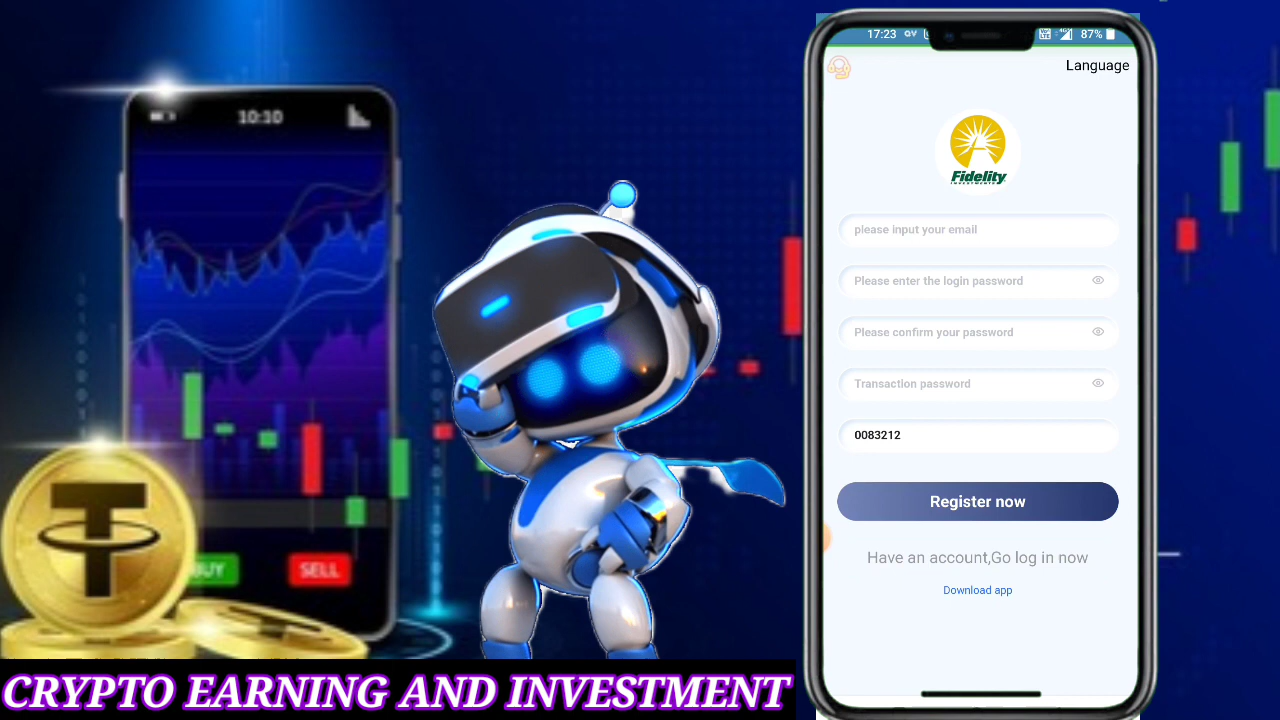 10:10
BUY
SELL
CRYPTO EARNING AND INVESTMENT
17:23
87%
Language
Fidelity
INVESTMENTS
please input your email
Please enter the login password
Please confirm your password
Transaction password
0083212
Register now
Have an account,Go log in now
Download app